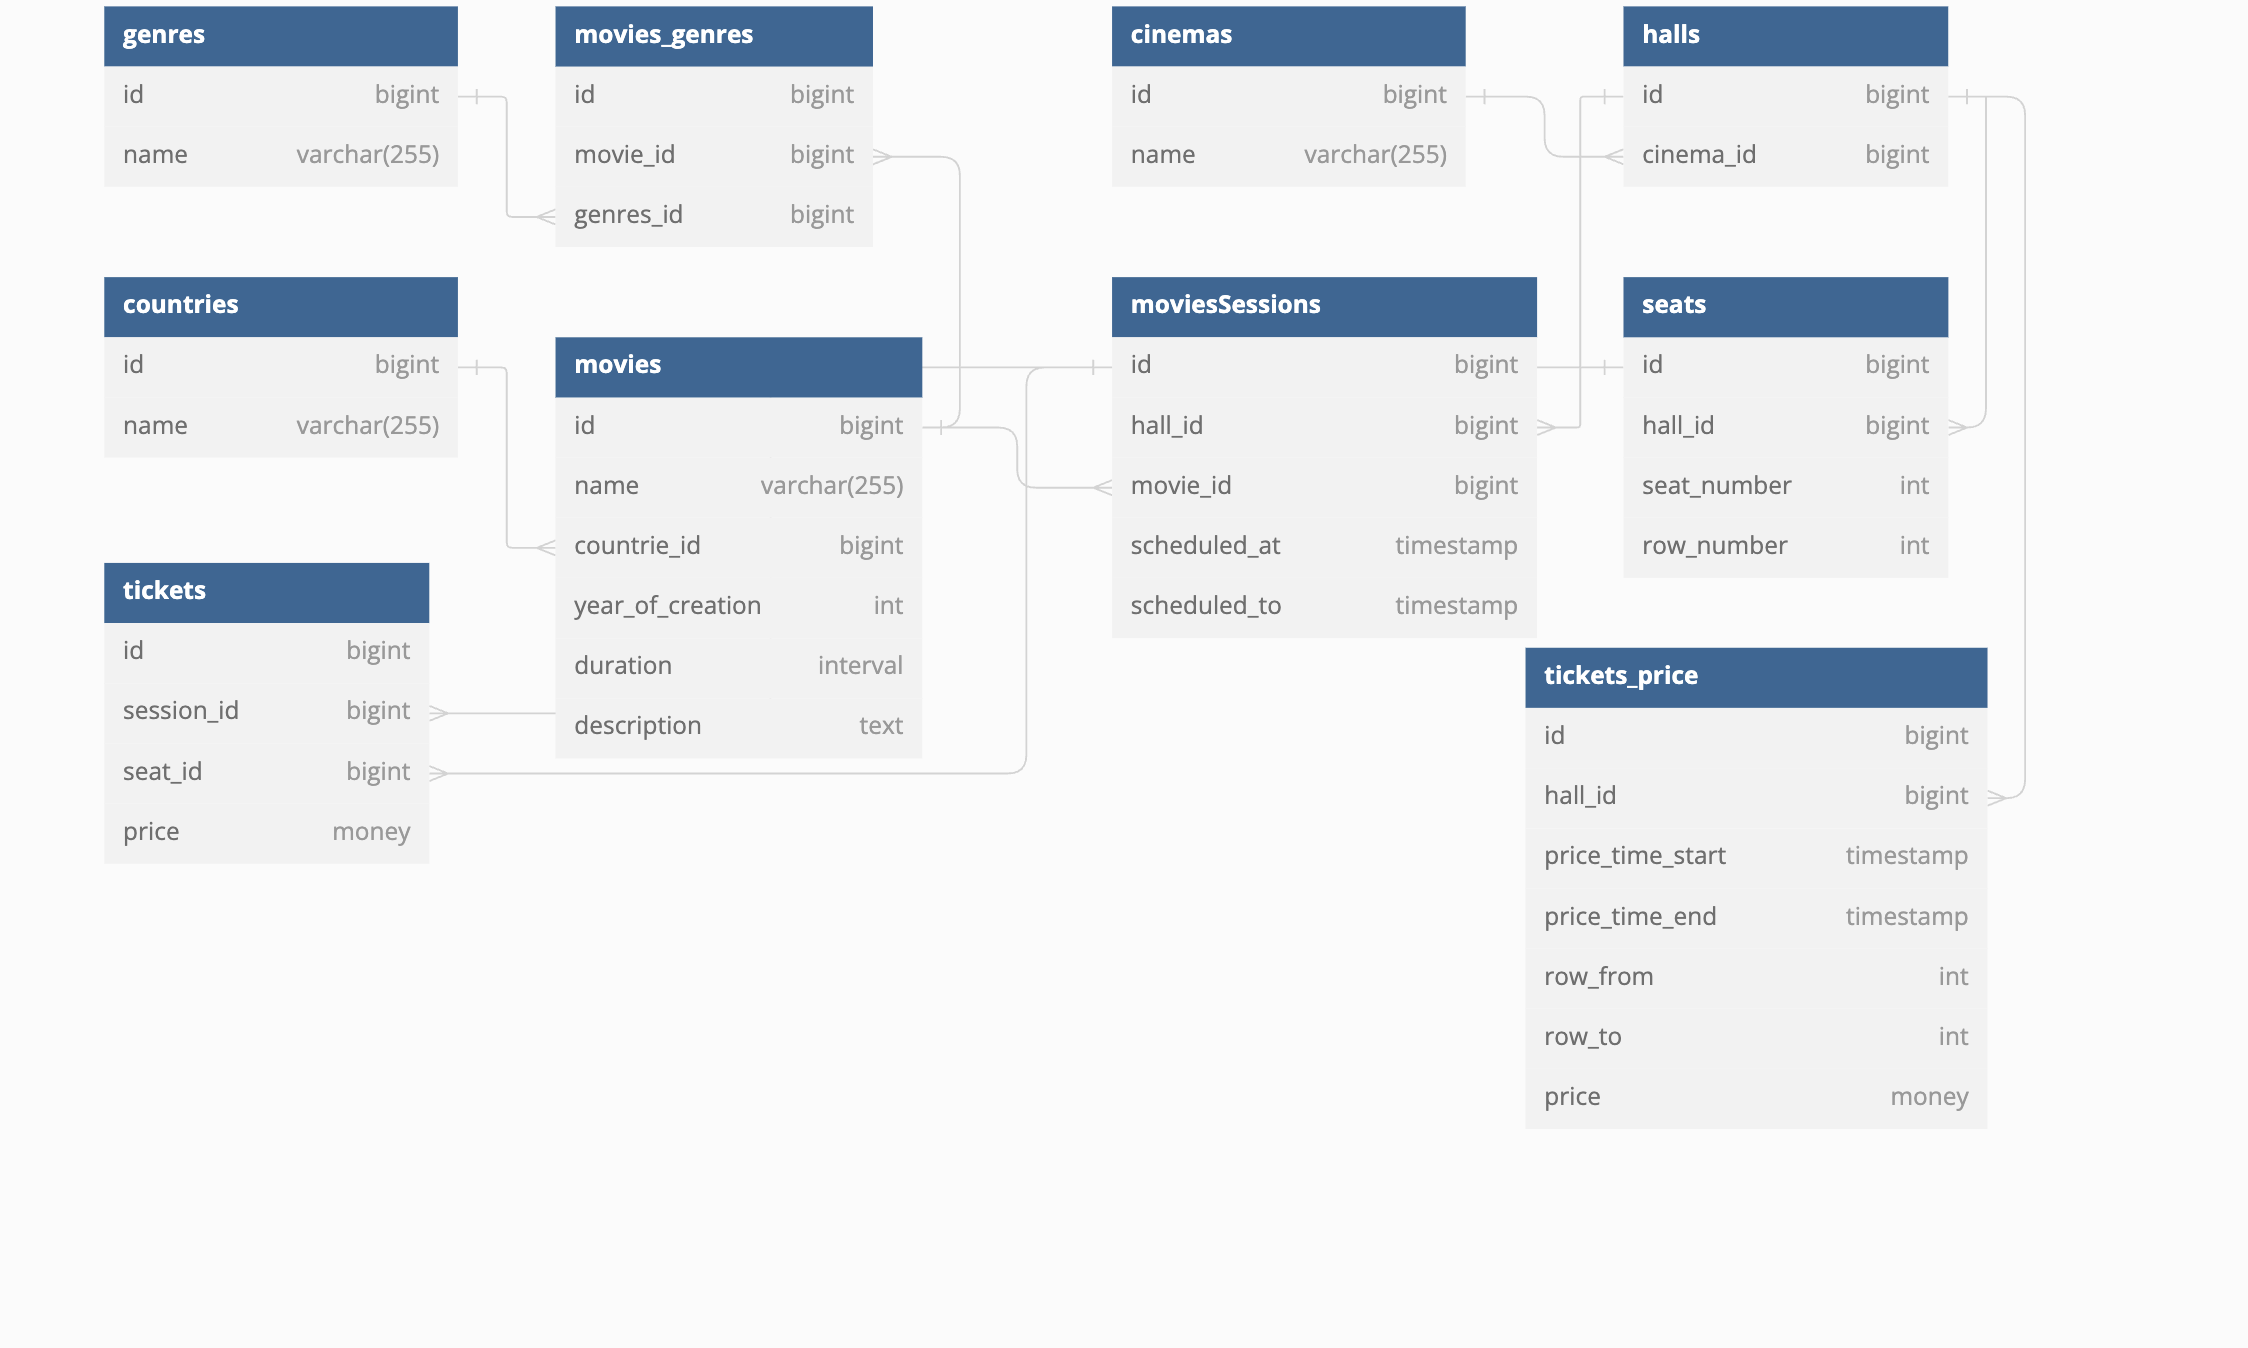 genres
id bigint
name varchar(255)
movies_genres
id bigint
movie_id bigint
genres_id bigint
cinemas
id bigint
name varchar(255)
halls
id bigint
cinema_id bigint
countries
id bigint
name varchar(255)
movies
id bigint
name varchar(255)
countrie_id bigint
year_of_creation int
duration interval
description text
moviesSessions
id bigint
hall_id bigint
movie_id bigint
scheduled_at timestamp
scheduled_to timestamp
seats
id bigint
hall_id bigint
seat_number int
row_number int
tickets
id bigint
session_id bigint
seat_id bigint
price money
tickets_price
id bigint
hall_id bigint
price_time_start timestamp
price_time_end timestamp
row_from int
row_to int
price money